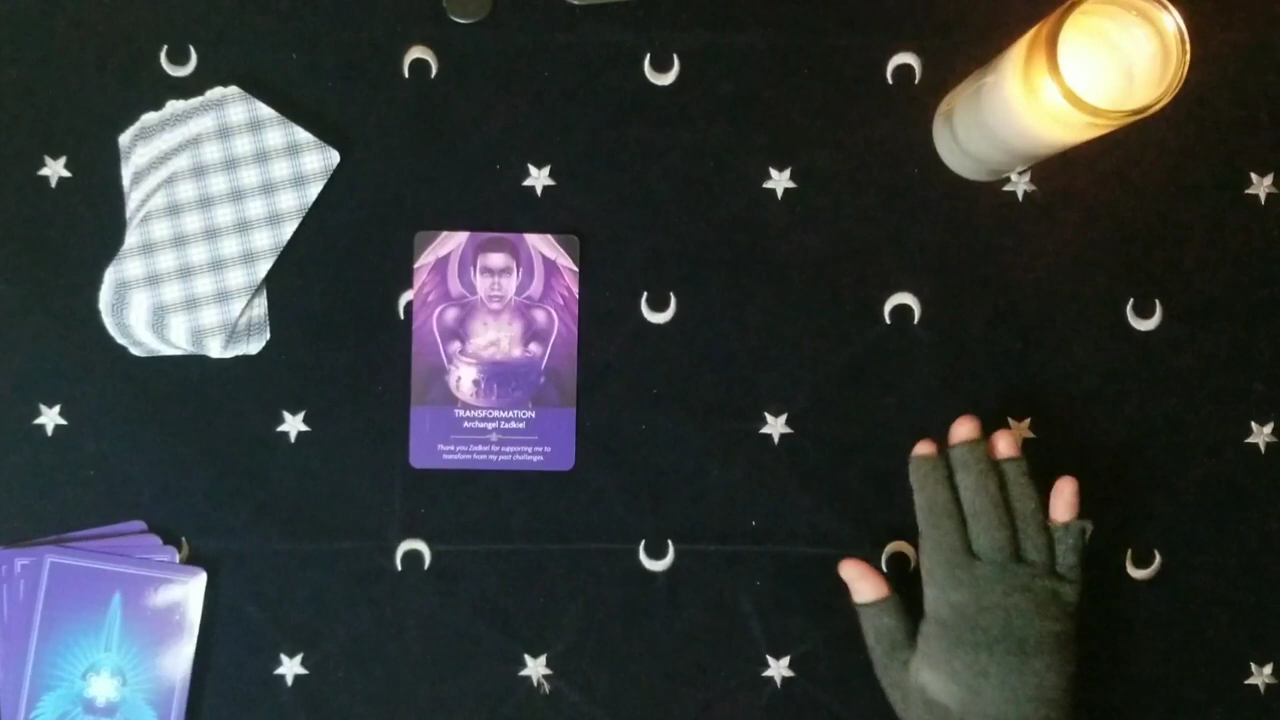 TRANSFORMATION
Archangel Zadkiel
Thank you Zadkiel for supporting me to
transform from my past challenges.